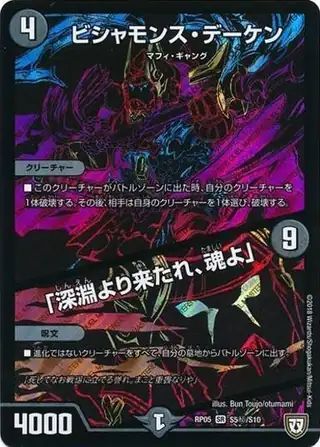 4
ビシャモンス・デーケン
マフィ・ギャング
クリーチャー
■このクリーチャーがバトルゾーンに出た時、自分のクリーチャーを
1体破壊する。その後、相手は自身のクリーチャーを1体選び、破壊する。
9
「深淵より来たれ、魂よ」
呪文
■進化ではないクリーチャーをすべて、自分の墓地からバトルゾーンに出す。
illus. Bun Toujo/otumami
4000
1
RP05 SR S5 /S10
©2018 Wizards/Shogakukan/Mitsui-Kids